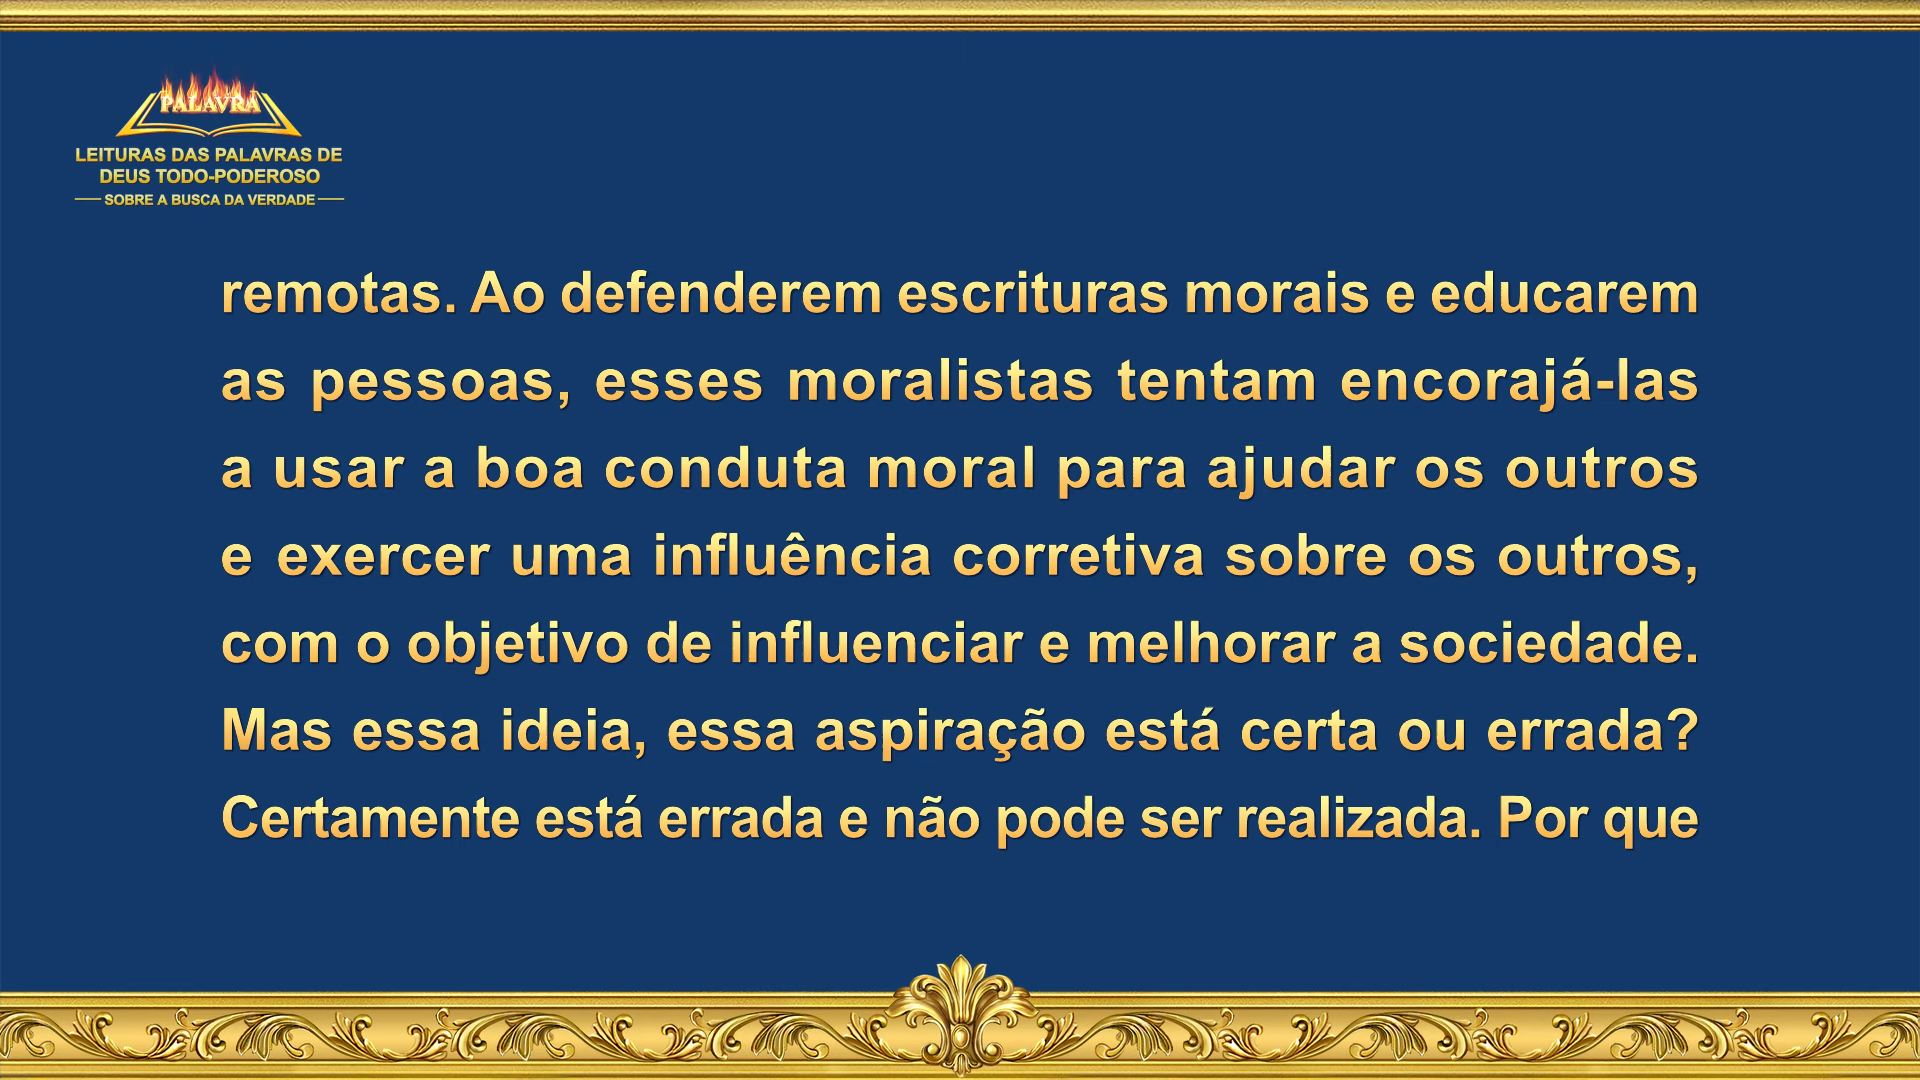 PALAVRA
LEITURAS DAS PALAVRAS DE
DEUS TODO-PODEROSO
SOBRE A BUSCA DA VERDADE
remotas. Ao defenderem escrituras morais e educarem
as pessoas, esses moralistas tentam encorajá-las
a usar a boa conduta moral para ajudar os outros
e exercer uma influência corretiva sobre os outros,
com o objetivo de influenciar e melhorar a sociedade.
Mas essa ideia, essa aspiração está certa ou errada?
Certamente está errada e não pode ser realizada. Por que